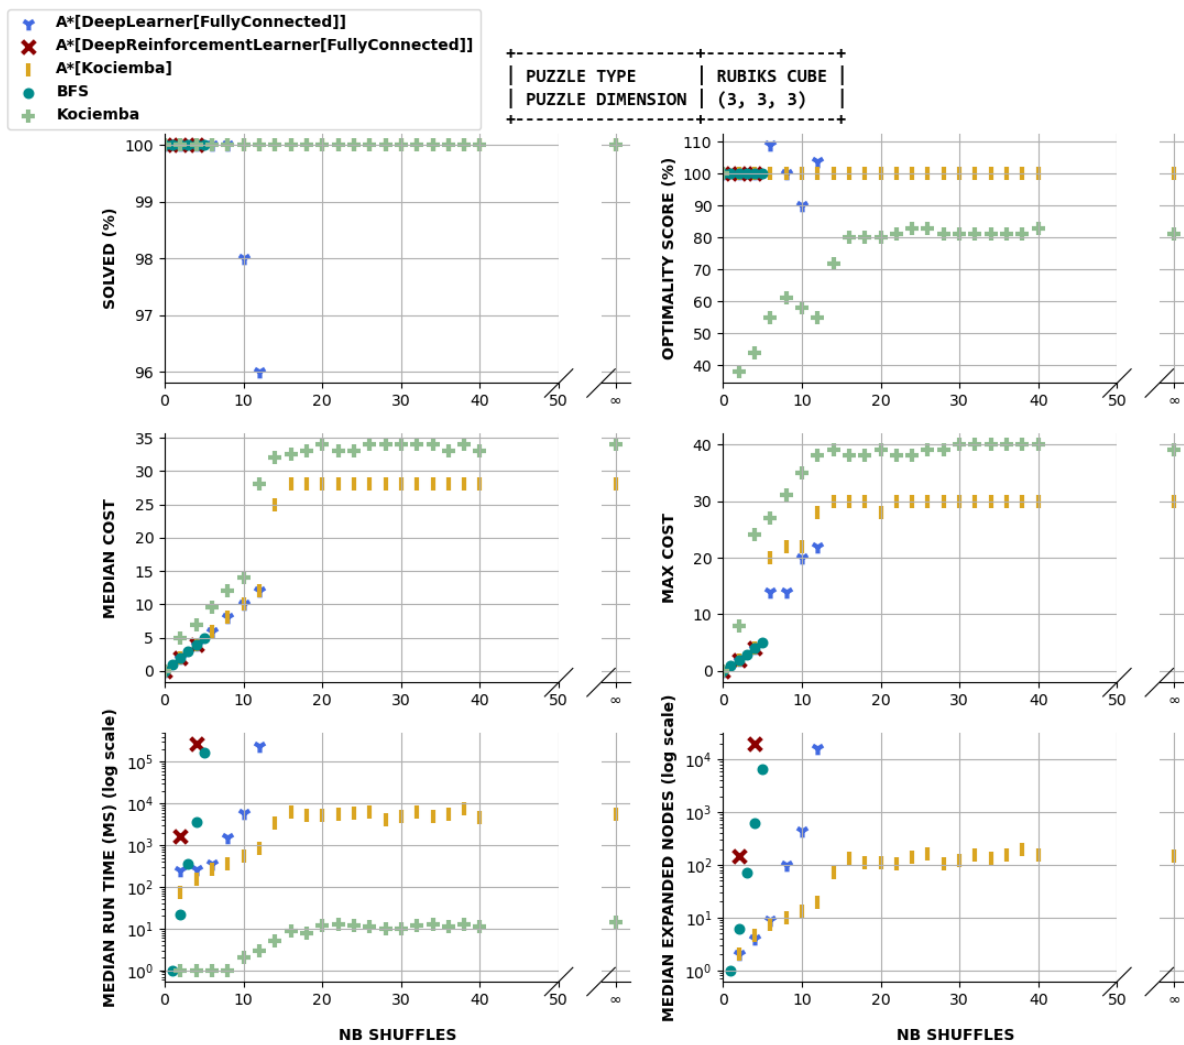 A*[DeepLearner[FullyConnected]]
A*[DeepReinforcementLearner[FullyConnected]]
A*[Kociemba]
BFS
Kociemba
+--------------------+-------------+
| PUZZLE TYPE | RUBIKS CUBE |
| PUZZLE DIMENSION | (3, 3, 3) |
+--------------------+-------------+
SOLVED (%)
100
99
98
97
96
0 10 20 30 40 50 ∞
OPTIMALITY SCORE (%)
110
100
90
80
70
60
50
40
0 10 20 30 40 50 ∞
MEDIAN COST
35
30
25
20
15
10
5
0
0 10 20 30 40 50 ∞
MAX COST
40
30
20
10
0
0 10 20 30 40 50 ∞
MEDIAN RUN TIME (MS) (log scale)
10⁵
10⁴
10³
10²
10¹
10⁰
0 10 20 30 40 50 ∞
NB SHUFFLES
MEDIAN EXPANDED NODES (log scale)
10⁴
10³
10²
10¹
10⁰
0 10 20 30 40 50 ∞
NB SHUFFLES